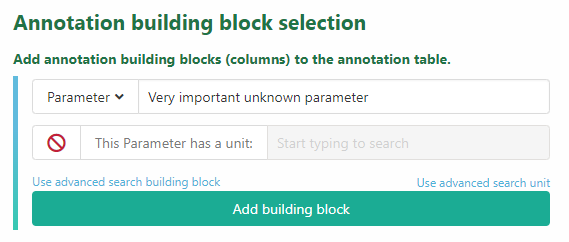 Annotation building block selection
Add annotation building blocks (columns) to the annotation table.
Parameter Very important unknown parameter
This Parameter has a unit: Start typing to search
Use advanced search building block Use advanced search unit
Add building block